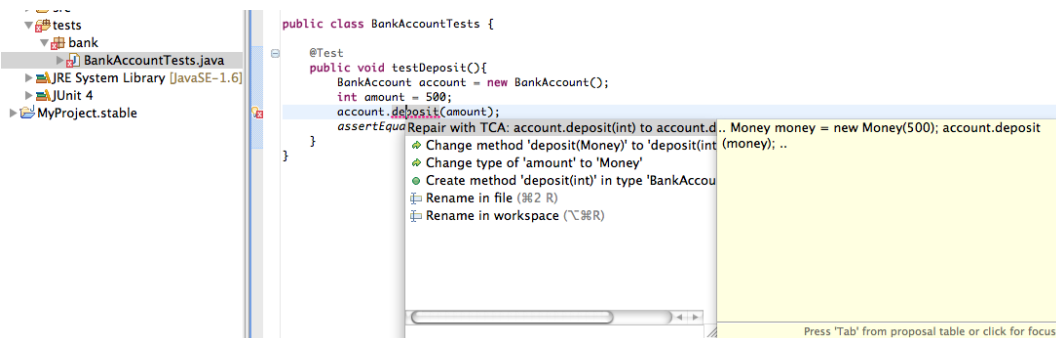 tests
bank
BankAccountTests.java
JRE System Library [JavaSE-1.6]
JUnit 4
MyProject.stable
public class BankAccountTests {
@Test
public void testDeposit(){
BankAccount account = new BankAccount();
int amount = 500;
account.deposit(amount);
assertEqua
}
}
Repair with TCA: account.deposit(int) to account.d
Change method 'deposit(Money)' to 'deposit(int
Change type of 'amount' to 'Money'
Create method 'deposit(int)' in type 'BankAccou
Rename in file (⌘2 R)
Rename in workspace (⌥⌘R)
.. Money money = new Money(500); account.deposit
(money); ..
Press 'Tab' from proposal table or click for focus